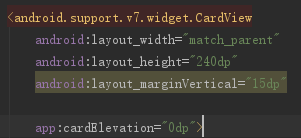 <android.support.v7.widget.CardView
android:layout_width="match_parent"
android:layout_height="240dp"
android:layout_marginVertical="15dp"
app:cardElevation="0dp">